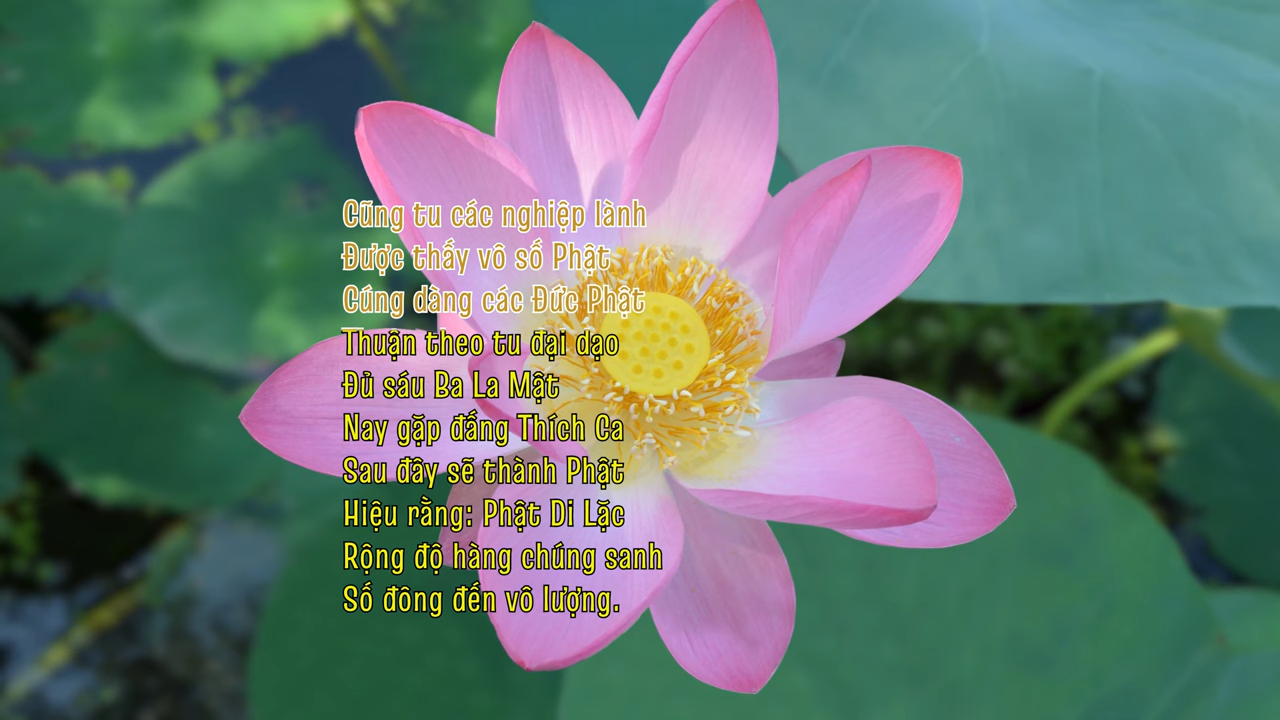 Cũng tu các nghiệp lành
Được thấy vô số Phật
Cúng dàng các Đức Phật
Thuận theo tu đại dạo
Đủ sáu Ba La Mật
Nay gặp đấng Thích Ca
Sau đây sẽ thành Phật
Hiệu rằng: Phật Di Lặc
Rộng độ hàng chúng sanh
Số đông đến vô lượng.